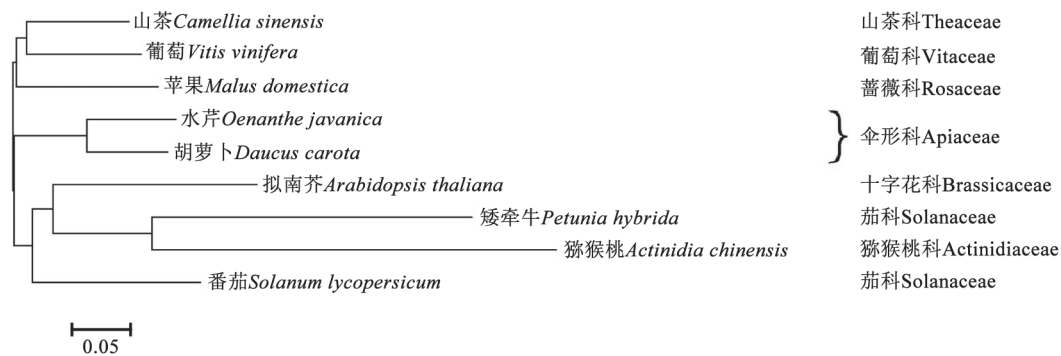 山茶Camellia sinensis 山茶科Theaceae
葡萄Vitis vinifera 葡萄科Vitaceae
苹果Malus domestica 蔷薇科Rosaceae
水芹Oenanthe javanica
伞形科Apiaceae
胡萝卜Daucus carota
拟南芥Arabidopsis thaliana 十字花科Brassicaceae
矮牵牛Petunia hybrida 茄科Solanaceae
猕猴桃Actinidia chinensis 猕猴桃科Actinidiaceae
番茄Solanum lycopersicum 茄科Solanaceae
0.05